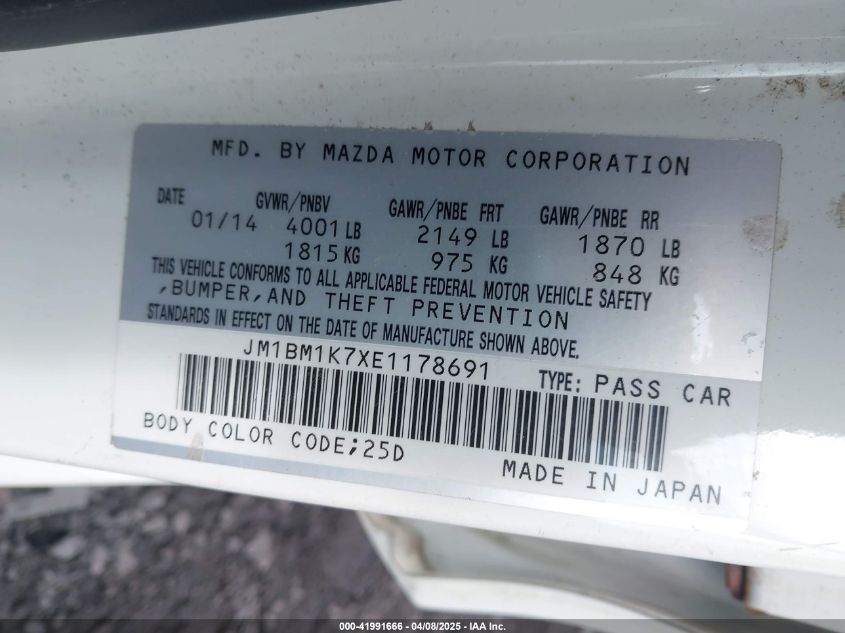 MFD. BY MAZDA MOTOR CORPORATION
DATE GVWR/PNBV GAWR/PNBE FRT GAWR/PNBE RR
01/14 4001 LB 2149 LB 1870 LB
1815 KG 975 KG 848 KG
THIS VEHICLE CONFORMS TO ALL APPLICABLE FEDERAL MOTOR VEHICLE SAFETY
,BUMPER,AND THEFT PREVENTION
STANDARDS IN EFFECT ON THE DATE OF MANUFACTURE SHOWN ABOVE.
JM1BM1K7XE1178691 TYPE: PASS CAR
BODY COLOR CODE;25D
MADE IN JAPAN
000-41991666 - 04/08/2025 - IAA Inc.